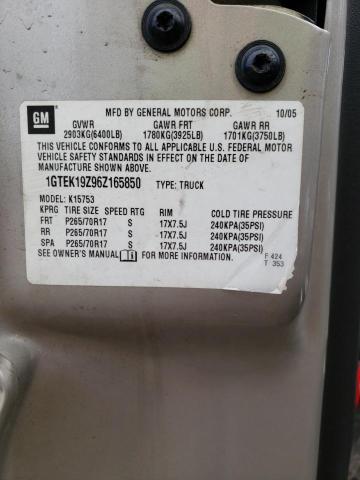 MFD BY GENERAL MOTORS CORP. 10/05
GM
GVWR GAWR FRT GAWR RR
2903KG(6400LB) 1780KG(3925LB) 1701KG(3750LB)
THIS VEHICLE CONFORMS TO ALL APPLICABLE U.S. FEDERAL MOTOR
VEHICLE SAFETY STANDARDS IN EFFECT ON THE DATE OF
MANUFACTURE SHOWN ABOVE.
1GTEK19Z96Z165850 TYPE: TRUCK
MODEL: K15753
KPRG TIRE SIZE SPEED RTG RIM COLD TIRE PRESSURE
FRT P265/70R17 S 17X7.5J 240KPA(35PSI)
RR P265/70R17 S 17X7.5J 240KPA(35PSI)
SPA P265/70R17 S 17X7.5J 240KPA(35PSI)
SEE OWNER'S MANUAL FOR MORE INFORMATION. F 424
T 353